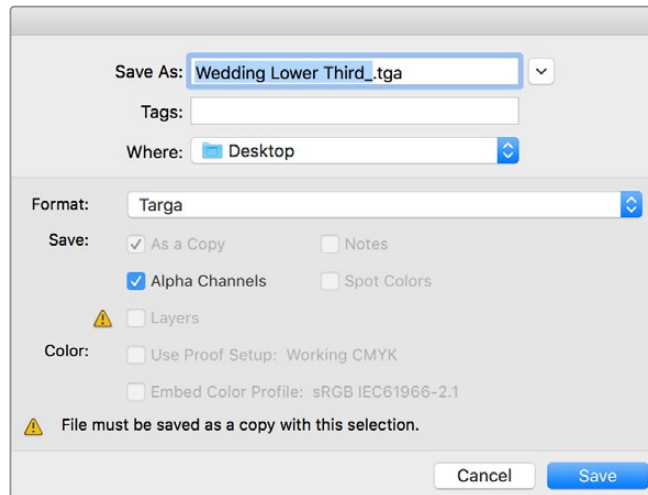 Save As: Wedding Lower Third_.tga
Tags:
Where: Desktop
Format: Targa
Save: As a Copy Notes
Alpha Channels Spot Colors
Layers
Color: Use Proof Setup: Working CMYK
Embed Color Profile: sRGB IEC61966-2.1
File must be saved as a copy with this selection.
Cancel Save